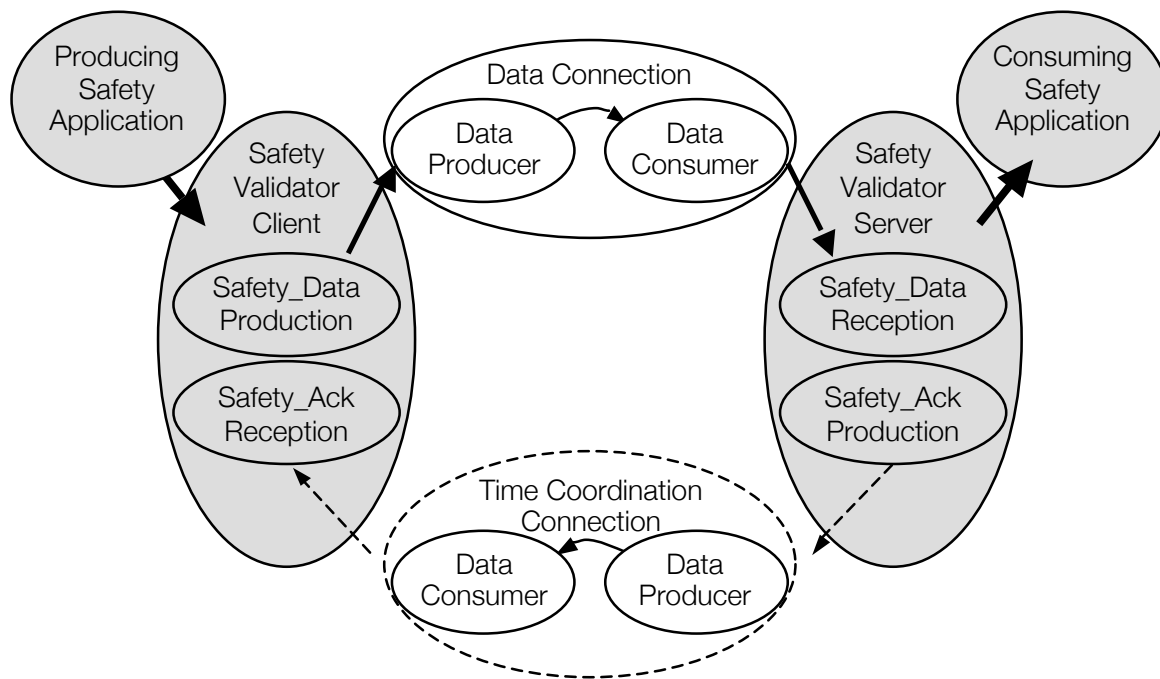 Producing
Safety
Application
Safety
Validator
Client
Safety_Data
Production
Safety_Ack
Reception
Data Connection
Data
Producer
Data
Consumer
Consuming
Safety
Application
Safety
Validator
Server
Safety_Data
Reception
Safety_Ack
Production
Time Coordination
Connection
Data
Consumer
Data
Producer